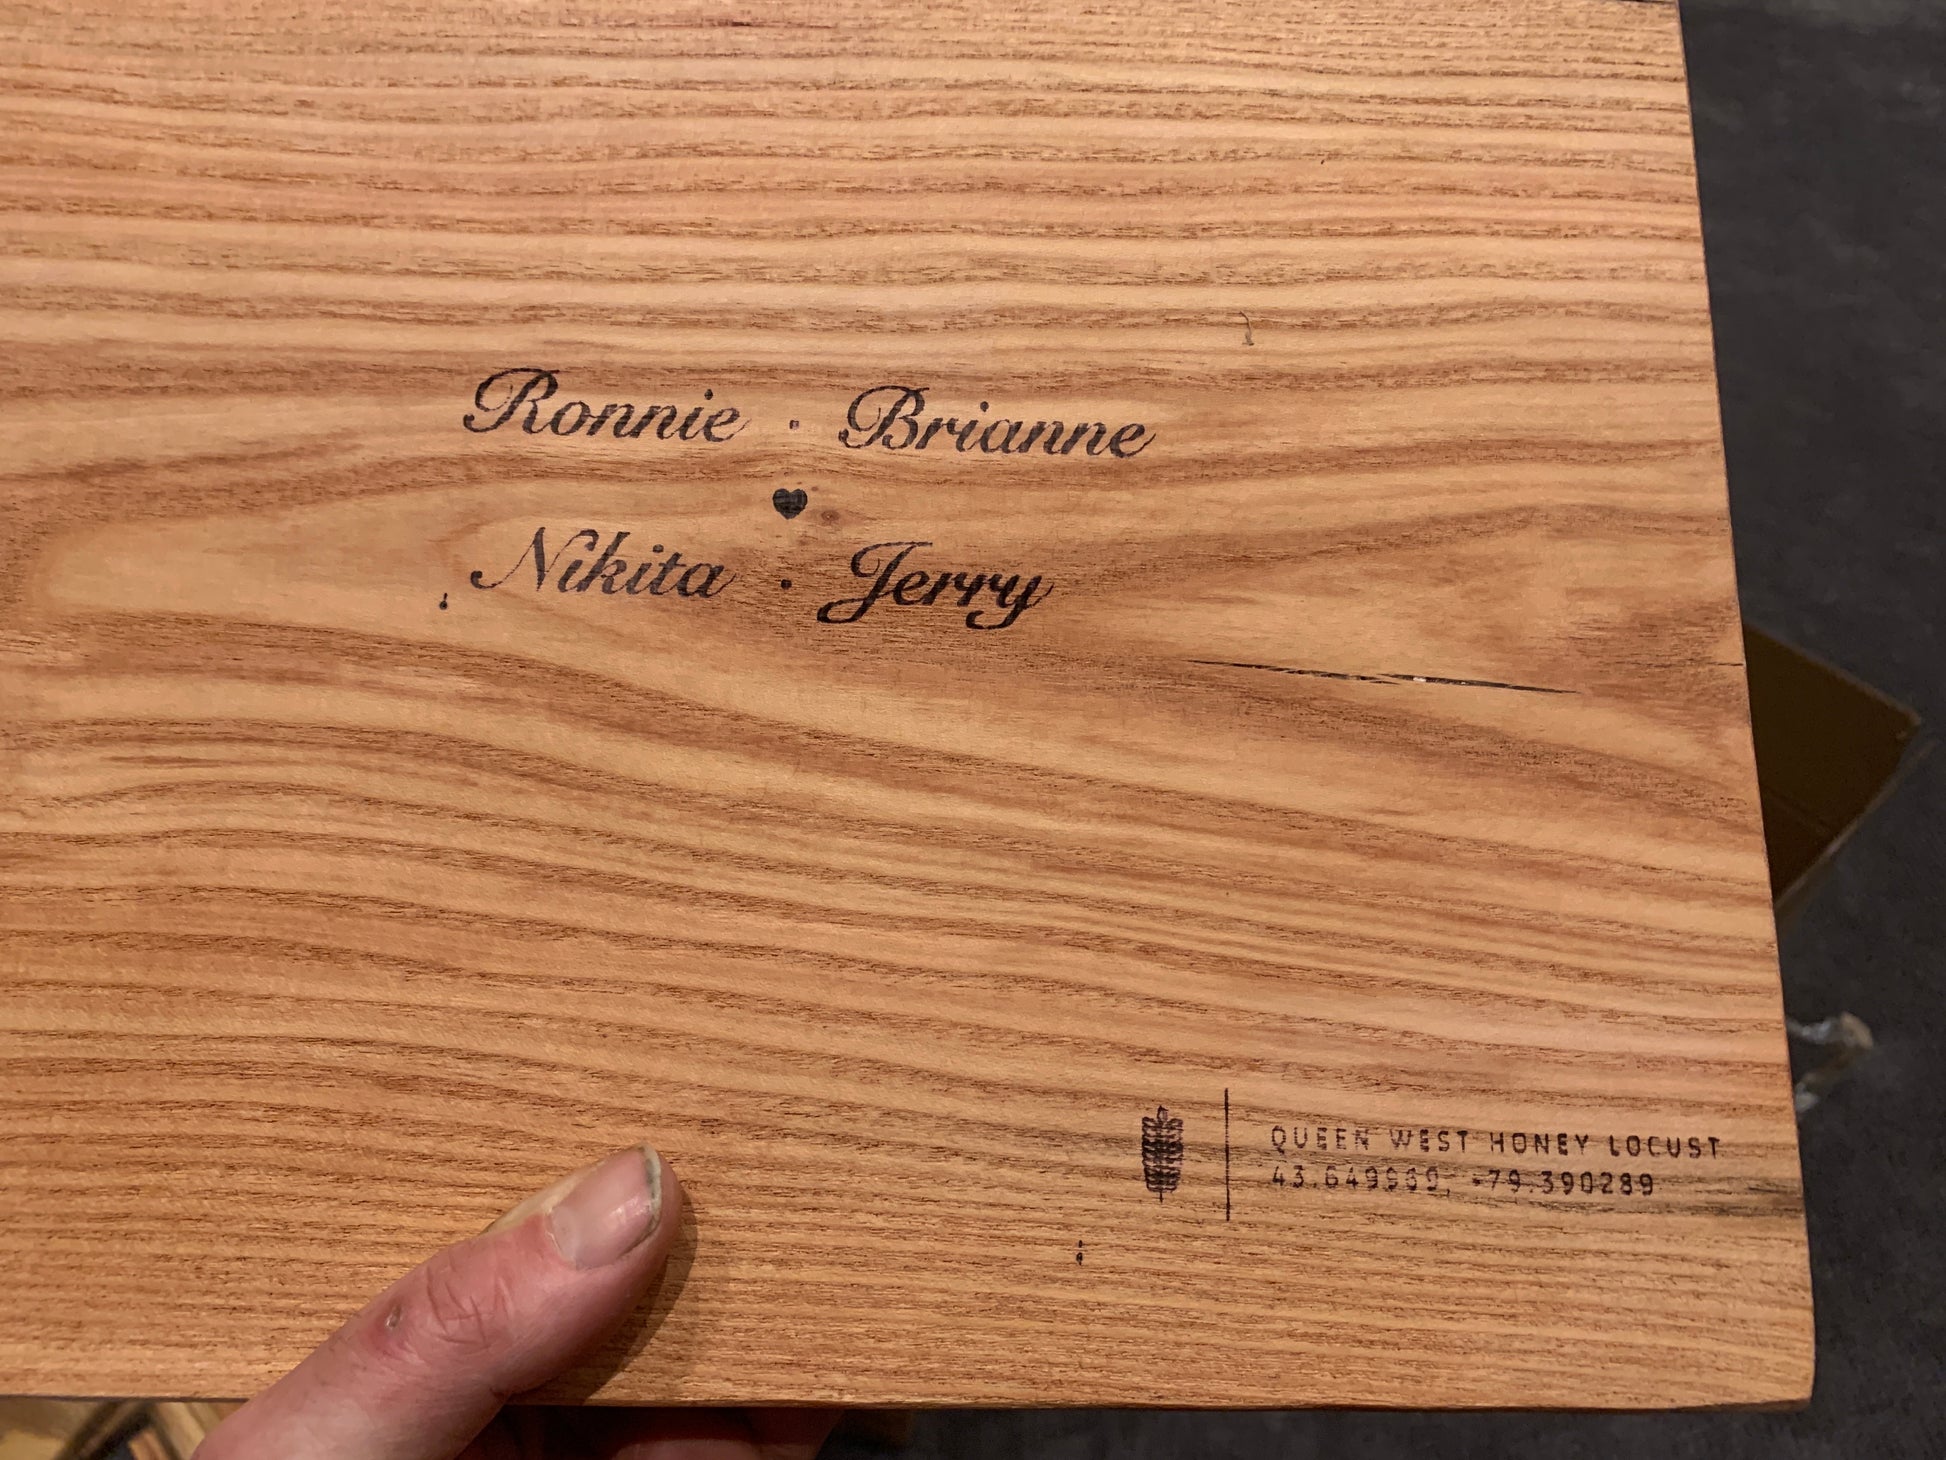 Ronnie · Brianne
♥
Nikita · Jerry
QUEEN WEST HONEY LOCUST
43.649969, -79.390289